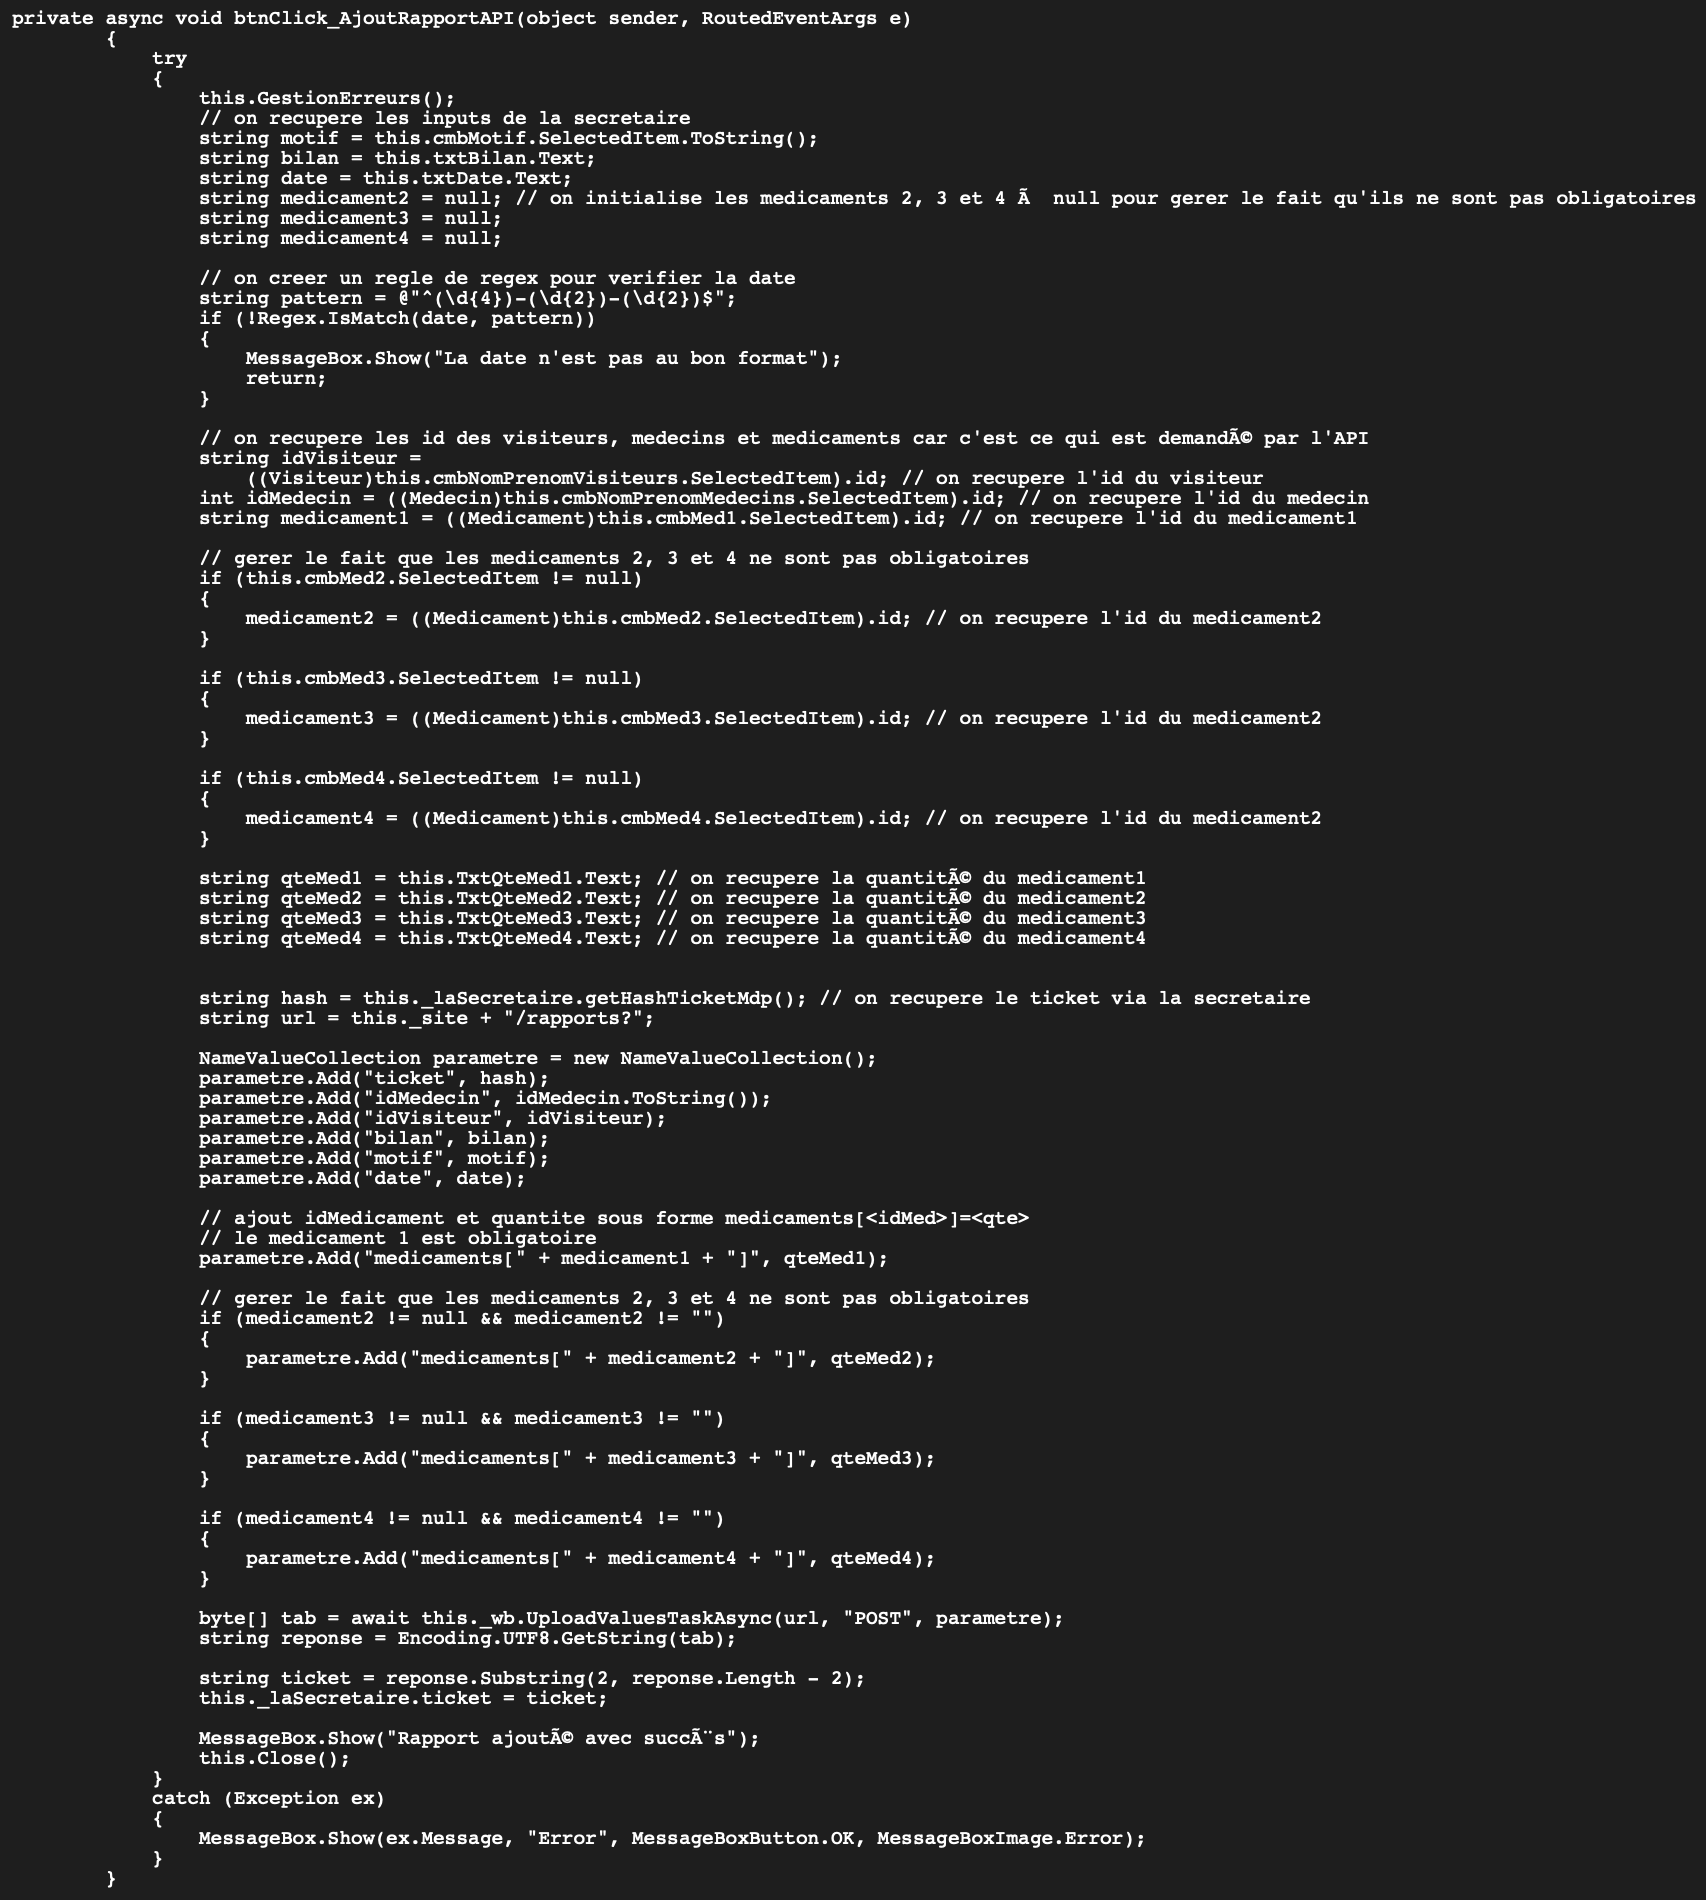 private async void btnClick_AjoutRapportAPI(object sender, RoutedEventArgs e)
        {
            try
            {
                this.GestionErreurs();
                // on recupere les inputs de la secretaire
                string motif = this.cmbMotif.SelectedItem.ToString();
                string bilan = this.txtBilan.Text;
                string date = this.txtDate.Text;
                string medicament2 = null; // on initialise les medicaments 2, 3 et 4 Ã  null pour gerer le fait qu'ils ne sont pas obligatoires
                string medicament3 = null;
                string medicament4 = null;

                // on creer un regle de regex pour verifier la date
                string pattern = @"^(\d{4})-(\d{2})-(\d{2})$";
                if (!Regex.IsMatch(date, pattern))
                {
                    MessageBox.Show("La date n'est pas au bon format");
                    return;
                }

                // on recupere les id des visiteurs, medecins et medicaments car c'est ce qui est demandÃ© par l'API
                string idVisiteur =
                    ((Visiteur)this.cmbNomPrenomVisiteurs.SelectedItem).id; // on recupere l'id du visiteur
                int idMedecin = ((Medecin)this.cmbNomPrenomMedecins.SelectedItem).id; // on recupere l'id du medecin
                string medicament1 = ((Medicament)this.cmbMed1.SelectedItem).id; // on recupere l'id du medicament1

                // gerer le fait que les medicaments 2, 3 et 4 ne sont pas obligatoires
                if (this.cmbMed2.SelectedItem != null)
                {
                    medicament2 = ((Medicament)this.cmbMed2.SelectedItem).id; // on recupere l'id du medicament2
                }

                if (this.cmbMed3.SelectedItem != null)
                {
                    medicament3 = ((Medicament)this.cmbMed3.SelectedItem).id; // on recupere l'id du medicament2
                }

                if (this.cmbMed4.SelectedItem != null)
                {
                    medicament4 = ((Medicament)this.cmbMed4.SelectedItem).id; // on recupere l'id du medicament2
                }

                string qteMed1 = this.TxtQteMed1.Text; // on recupere la quantitÃ© du medicament1
                string qteMed2 = this.TxtQteMed2.Text; // on recupere la quantitÃ© du medicament2
                string qteMed3 = this.TxtQteMed3.Text; // on recupere la quantitÃ© du medicament3
                string qteMed4 = this.TxtQteMed4.Text; // on recupere la quantitÃ© du medicament4


                string hash = this._laSecretaire.getHashTicketMdp(); // on recupere le ticket via la secretaire
                string url = this._site + "/rapports?";

                NameValueCollection parametre = new NameValueCollection();
                parametre.Add("ticket", hash);
                parametre.Add("idMedecin", idMedecin.ToString());
                parametre.Add("idVisiteur", idVisiteur);
                parametre.Add("bilan", bilan);
                parametre.Add("motif", motif);
                parametre.Add("date", date);

                // ajout idMedicament et quantite sous forme medicaments[<idMed>]=<qte>
                // le medicament 1 est obligatoire
                parametre.Add("medicaments[" + medicament1 + "]", qteMed1);

                // gerer le fait que les medicaments 2, 3 et 4 ne sont pas obligatoires
                if (medicament2 != null && medicament2 != "")
                {
                    parametre.Add("medicaments[" + medicament2 + "]", qteMed2);
                }

                if (medicament3 != null && medicament3 != "")
                {
                    parametre.Add("medicaments[" + medicament3 + "]", qteMed3);
                }

                if (medicament4 != null && medicament4 != "")
                {
                    parametre.Add("medicaments[" + medicament4 + "]", qteMed4);
                }

                byte[] tab = await this._wb.UploadValuesTaskAsync(url, "POST", parametre);
                string reponse = Encoding.UTF8.GetString(tab);

                string ticket = reponse.Substring(2, reponse.Length - 2);
                this._laSecretaire.ticket = ticket;

                MessageBox.Show("Rapport ajoutÃ© avec succÃ¨s");
                this.Close();
            }
            catch (Exception ex)
            {
                MessageBox.Show(ex.Message, "Error", MessageBoxButton.OK, MessageBoxImage.Error);
            }
        }